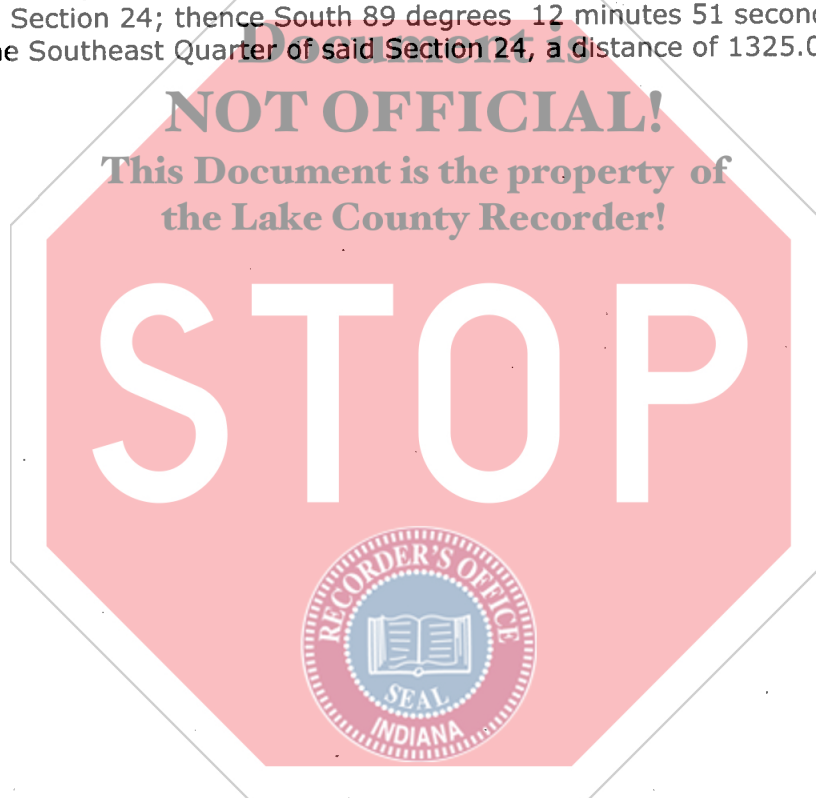 Section 24; thence South 89 degrees 12 minutes 51 second
he Southeast Quarter of said Section 24, a distance of 1325.0
Document is
NOT OFFICIAL!
This Document is the property of
the Lake County Recorder!
STOP
RECORDER'S OFFICE
SEAL
INDIANA